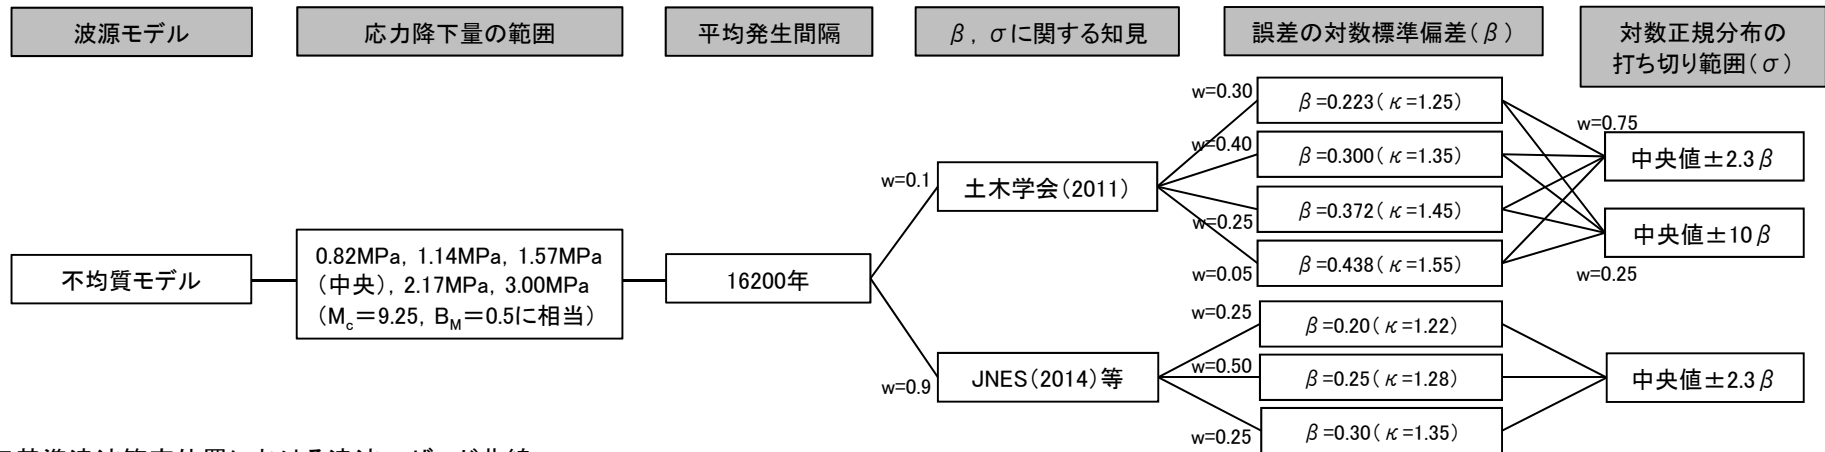 波源モデル
応力降下量の範囲
平均発生間隔
β, σに関する知見
誤差の対数標準偏差(β)
対数正規分布の
打ち切り範囲(σ)
不均質モデル
0.82MPa, 1.14MPa, 1.57MPa
(中央), 2.17MPa, 3.00MPa
(Mc=9.25, BM=0.5に相当)
16200年
w=0.1
土木学会(2011)
w=0.9
JNES(2014)等
w=0.30
β=0.223(κ=1.25)
w=0.40
β=0.300(κ=1.35)
w=0.25
β=0.372(κ=1.45)
w=0.05
β=0.438(κ=1.55)
w=0.25
β=0.20(κ=1.22)
w=0.50
β=0.25(κ=1.28)
w=0.25
β=0.30(κ=1.35)
w=0.75
中央値±2.3β
中央値±10β
w=0.25
中央値±2.3β